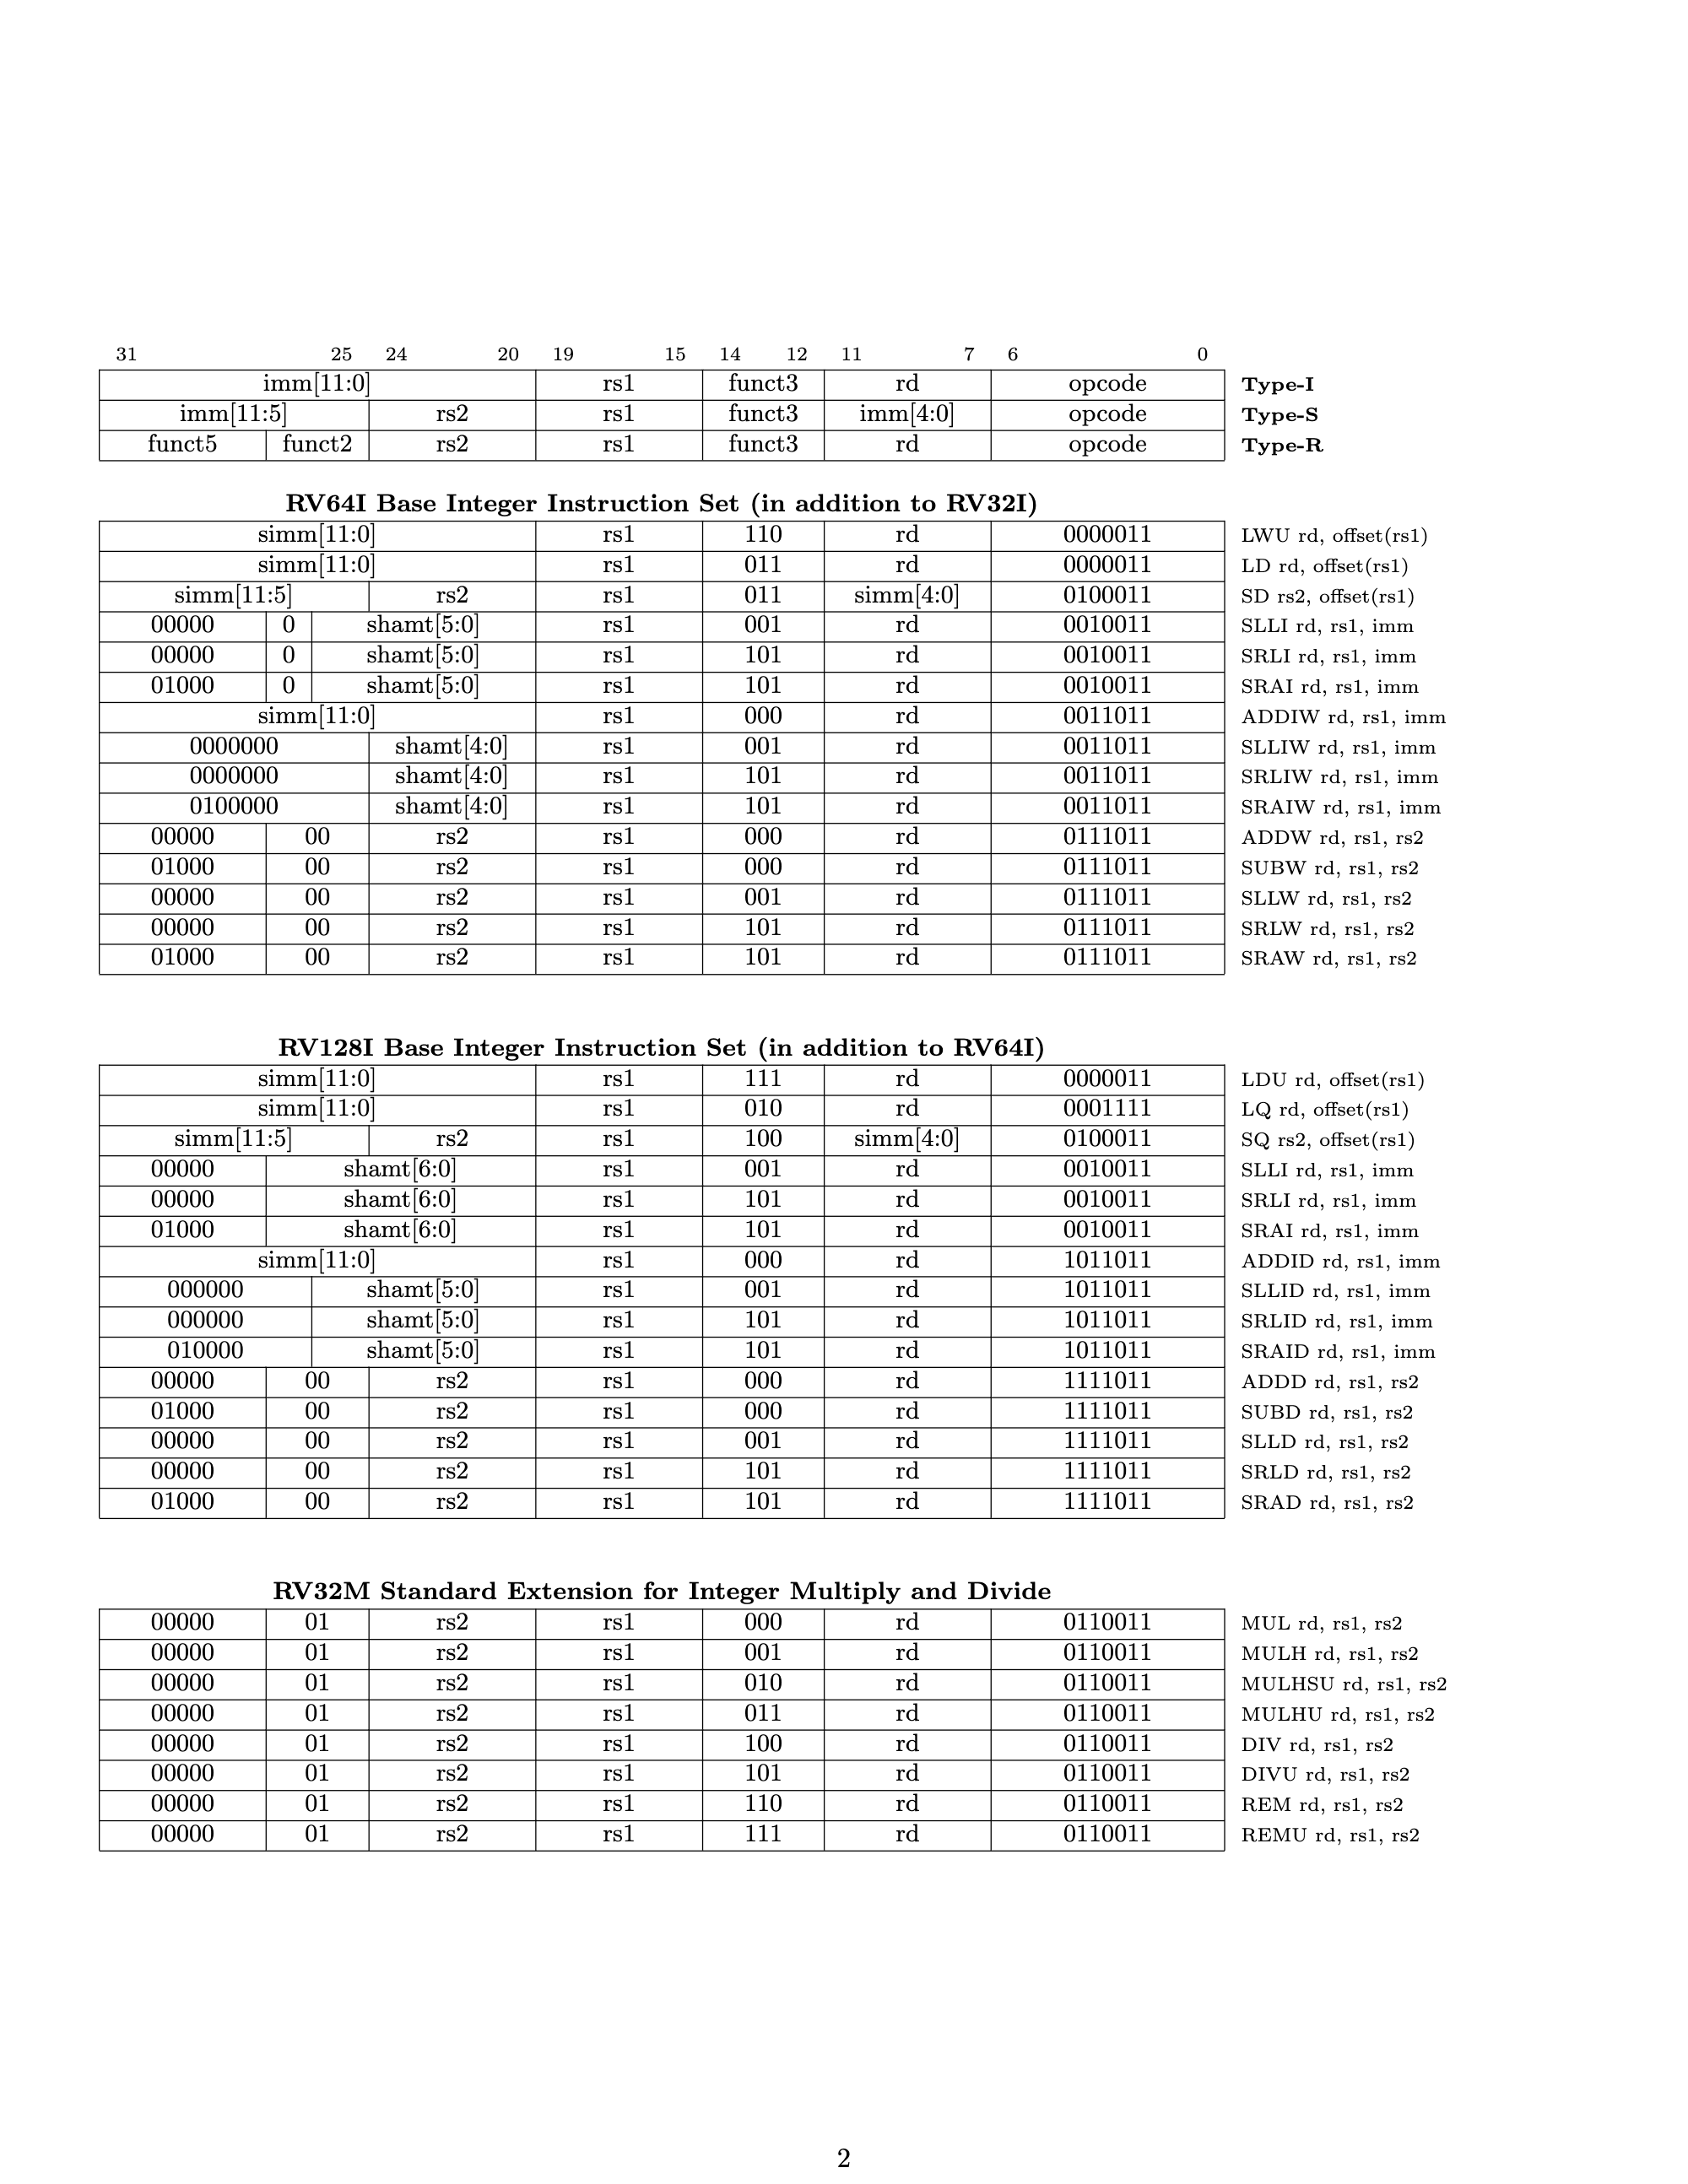 31 25 24 20 19 15 14 12 11 7 6 0
imm[11:0] rs1 funct3 rd opcode Type-I
imm[11:5] rs2 rs1 funct3 imm[4:0] opcode Type-S
funct5 funct2 rs2 rs1 funct3 rd opcode Type-R
RV64I Base Integer Instruction Set (in addition to RV32I)
simm[11:0] rs1 110 rd 0000011 LWU rd, offset(rs1)
simm[11:0] rs1 011 rd 0000011 LD rd, offset(rs1)
simm[11:5] rs2 rs1 011 simm[4:0] 0100011 SD rs2, offset(rs1)
00000 0 shamt[5:0] rs1 001 rd 0010011 SLLI rd, rs1, imm
00000 0 shamt[5:0] rs1 101 rd 0010011 SRLI rd, rs1, imm
01000 0 shamt[5:0] rs1 101 rd 0010011 SRAI rd, rs1, imm
simm[11:0] rs1 000 rd 0011011 ADDIW rd, rs1, imm
0000000 shamt[4:0] rs1 001 rd 0011011 SLLIW rd, rs1, imm
0000000 shamt[4:0] rs1 101 rd 0011011 SRLIW rd, rs1, imm
0100000 shamt[4:0] rs1 101 rd 0011011 SRAIW rd, rs1, imm
00000 00 rs2 rs1 000 rd 0111011 ADDW rd, rs1, rs2
01000 00 rs2 rs1 000 rd 0111011 SUBW rd, rs1, rs2
00000 00 rs2 rs1 001 rd 0111011 SLLW rd, rs1, rs2
00000 00 rs2 rs1 101 rd 0111011 SRLW rd, rs1, rs2
01000 00 rs2 rs1 101 rd 0111011 SRAW rd, rs1, rs2
RV128I Base Integer Instruction Set (in addition to RV64I)
simm[11:0] rs1 111 rd 0000011 LDU rd, offset(rs1)
simm[11:0] rs1 010 rd 0001111 LQ rd, offset(rs1)
simm[11:5] rs2 rs1 100 simm[4:0] 0100011 SQ rs2, offset(rs1)
00000 shamt[6:0] rs1 001 rd 0010011 SLLI rd, rs1, imm
00000 shamt[6:0] rs1 101 rd 0010011 SRLI rd, rs1, imm
01000 shamt[6:0] rs1 101 rd 0010011 SRAI rd, rs1, imm
simm[11:0] rs1 000 rd 1011011 ADDID rd, rs1, imm
000000 shamt[5:0] rs1 001 rd 1011011 SLLID rd, rs1, imm
000000 shamt[5:0] rs1 101 rd 1011011 SRLID rd, rs1, imm
010000 shamt[5:0] rs1 101 rd 1011011 SRAID rd, rs1, imm
00000 00 rs2 rs1 000 rd 1111011 ADDD rd, rs1, rs2
01000 00 rs2 rs1 000 rd 1111011 SUBD rd, rs1, rs2
00000 00 rs2 rs1 001 rd 1111011 SLLD rd, rs1, rs2
00000 00 rs2 rs1 101 rd 1111011 SRLD rd, rs1, rs2
01000 00 rs2 rs1 101 rd 1111011 SRAD rd, rs1, rs2
RV32M Standard Extension for Integer Multiply and Divide
00000 01 rs2 rs1 000 rd 0110011 MUL rd, rs1, rs2
00000 01 rs2 rs1 001 rd 0110011 MULH rd, rs1, rs2
00000 01 rs2 rs1 010 rd 0110011 MULHSU rd, rs1, rs2
00000 01 rs2 rs1 011 rd 0110011 MULHU rd, rs1, rs2
00000 01 rs2 rs1 100 rd 0110011 DIV rd, rs1, rs2
00000 01 rs2 rs1 101 rd 0110011 DIVU rd, rs1, rs2
00000 01 rs2 rs1 110 rd 0110011 REM rd, rs1, rs2
00000 01 rs2 rs1 111 rd 0110011 REMU rd, rs1, rs2
2